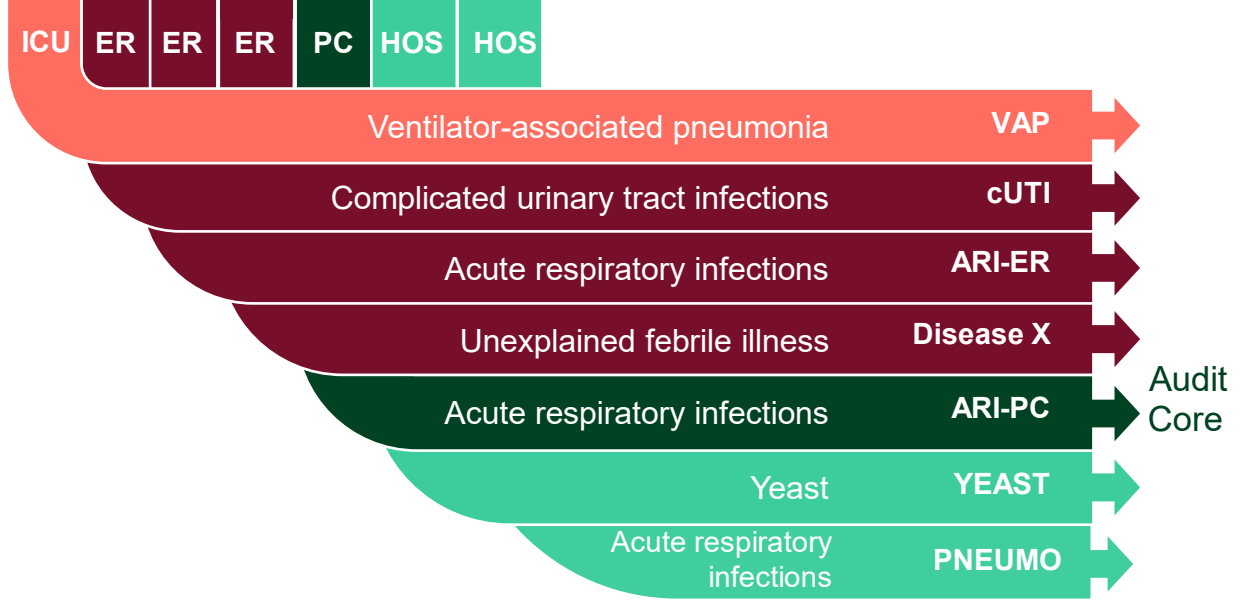 ICU ER ER ER PC HOS HOS
Ventilator-associated pneumonia VAP
Complicated urinary tract infections cUTI
Acute respiratory infections ARI-ER
Unexplained febrile illness Disease X
Acute respiratory infections ARI-PC
Audit
Core
Yeast YEAST
Acute respiratory
infections PNEUMO